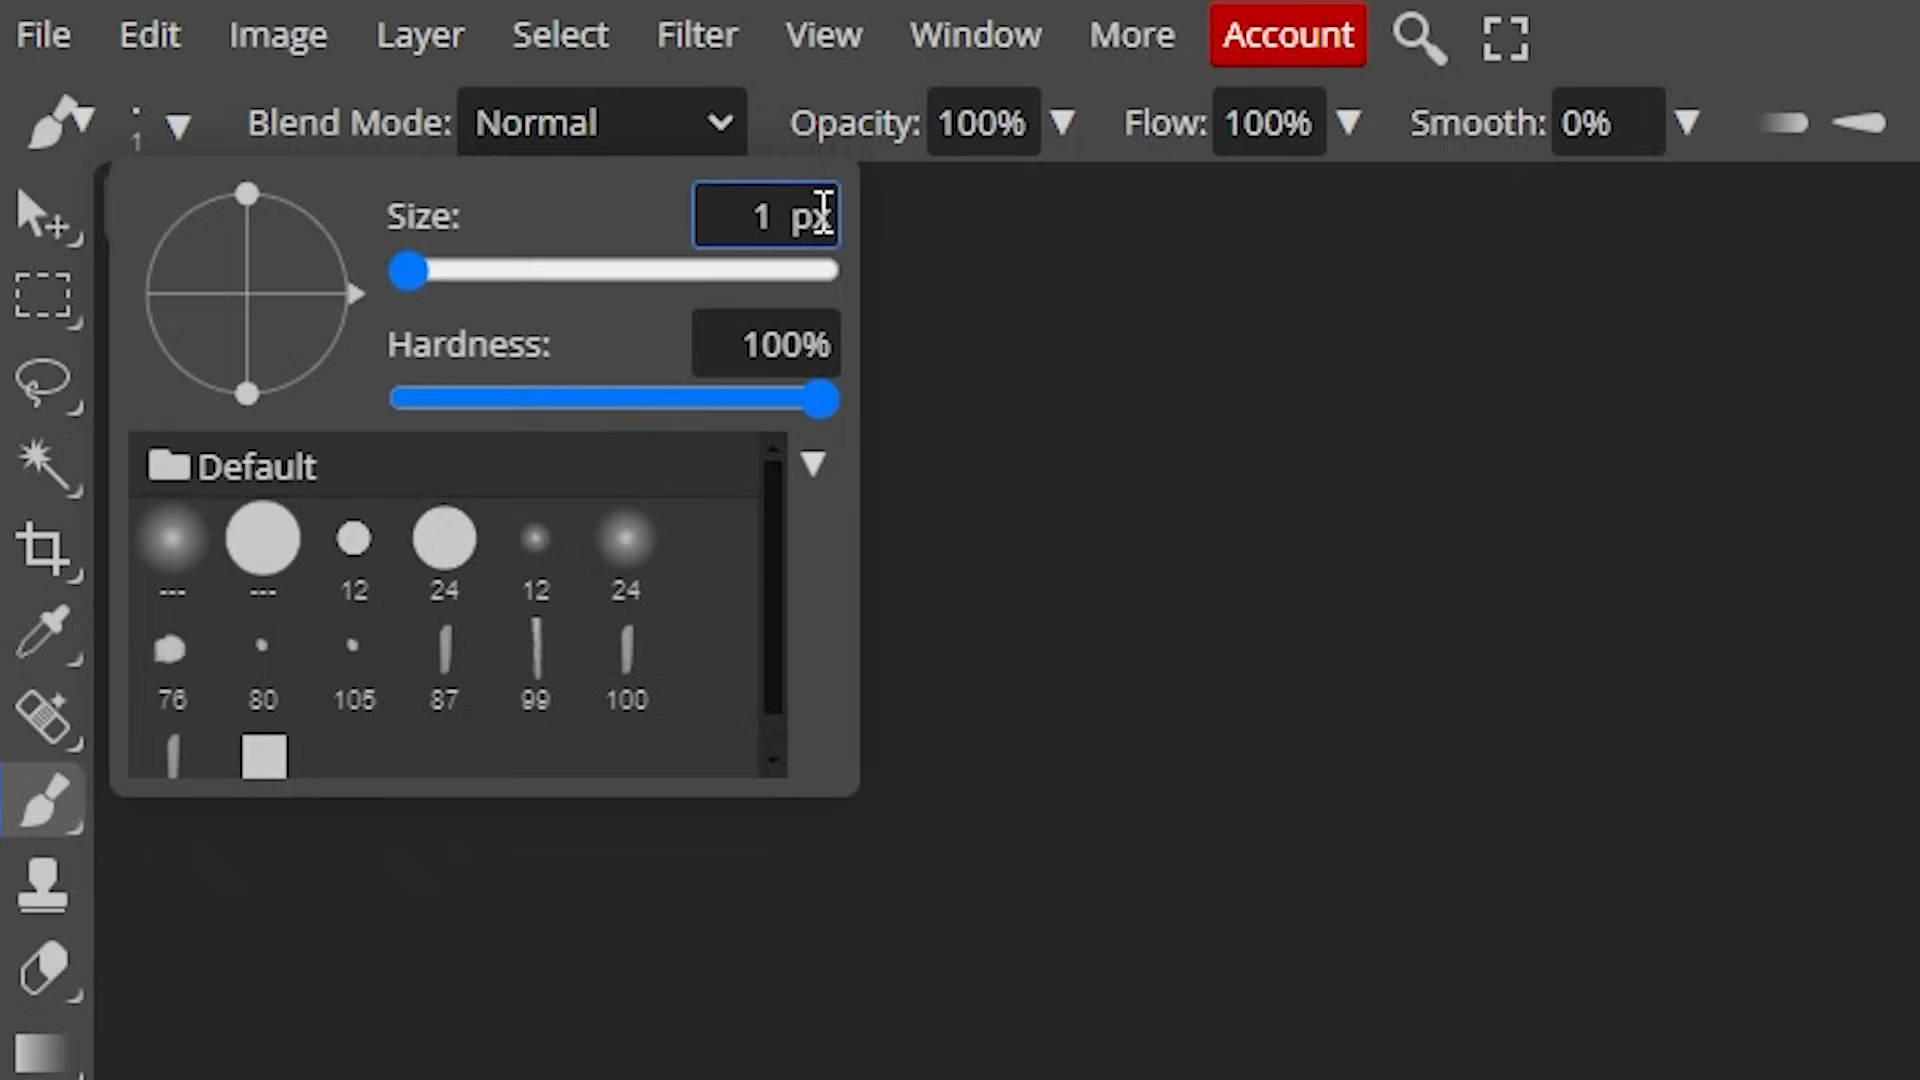 File Edit Image Layer Select Filter View Window More Account
1 Blend Mode: Normal Opacity: 100% Flow: 100% Smooth: 0%
Size: 1 px
Hardness: 100%
Default
--- --- 12 24 12 24
76 80 105 87 99 100